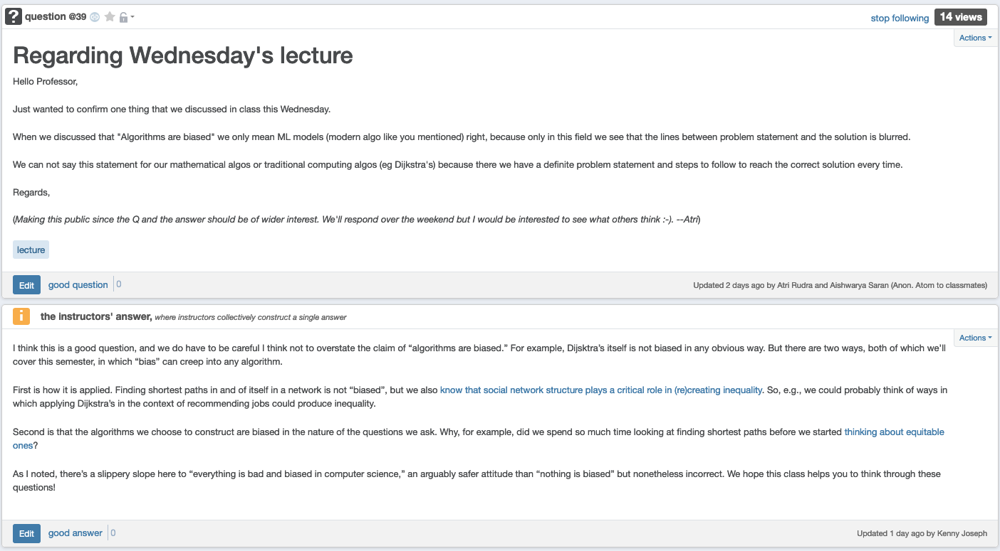 ? question @39
stop following 14 views
Actions
Regarding Wednesday's lecture
Hello Professor,
Just wanted to confirm one thing that we discussed in class this Wednesday.
When we discussed that "Algorithms are biased" we only mean ML models (modern algo like you mentioned) right, because only in this field we see that the lines between problem statement and the solution is blurred.
We can not say this statement for our mathematical algos or traditional computing algos (eg Dijkstra's) because there we have a definite problem statement and steps to follow to reach the correct solution every time.
Regards,
(Making this public since the Q and the answer should be of wider interest. We'll respond over the weekend but I would be interested to see what others think :-). --Atri)
lecture
Edit good question 0
Updated 2 days ago by Atri Rudra and Aishwarya Saran (Anon. Atom to classmates)
i the instructors' answer, where instructors collectively construct a single answer
Actions
I think this is a good question, and we do have to be careful I think not to overstate the claim of “algorithms are biased.” For example, Dijsktra’s itself is not biased in any obvious way. But there are two ways, both of which we’ll
cover this semester, in which “bias” can creep into any algorithm.
First is how it is applied. Finding shortest paths in and of itself in a network is not “biased”, but we also know that social network structure plays a critical role in (re)creating inequality. So, e.g., we could probably think of ways in
which applying Dijkstra’s in the context of recommending jobs could produce inequality.
Second is that the algorithms we choose to construct are biased in the nature of the questions we ask. Why, for example, did we spend so much time looking at finding shortest paths before we started thinking about equitable
ones?
As I noted, there’s a slippery slope here to “everything is bad and biased in computer science,” an arguably safer attitude than “nothing is biased” but nonetheless incorrect. We hope this class helps you to think through these
questions!
Edit good answer 0
Updated 1 day ago by Kenny Joseph